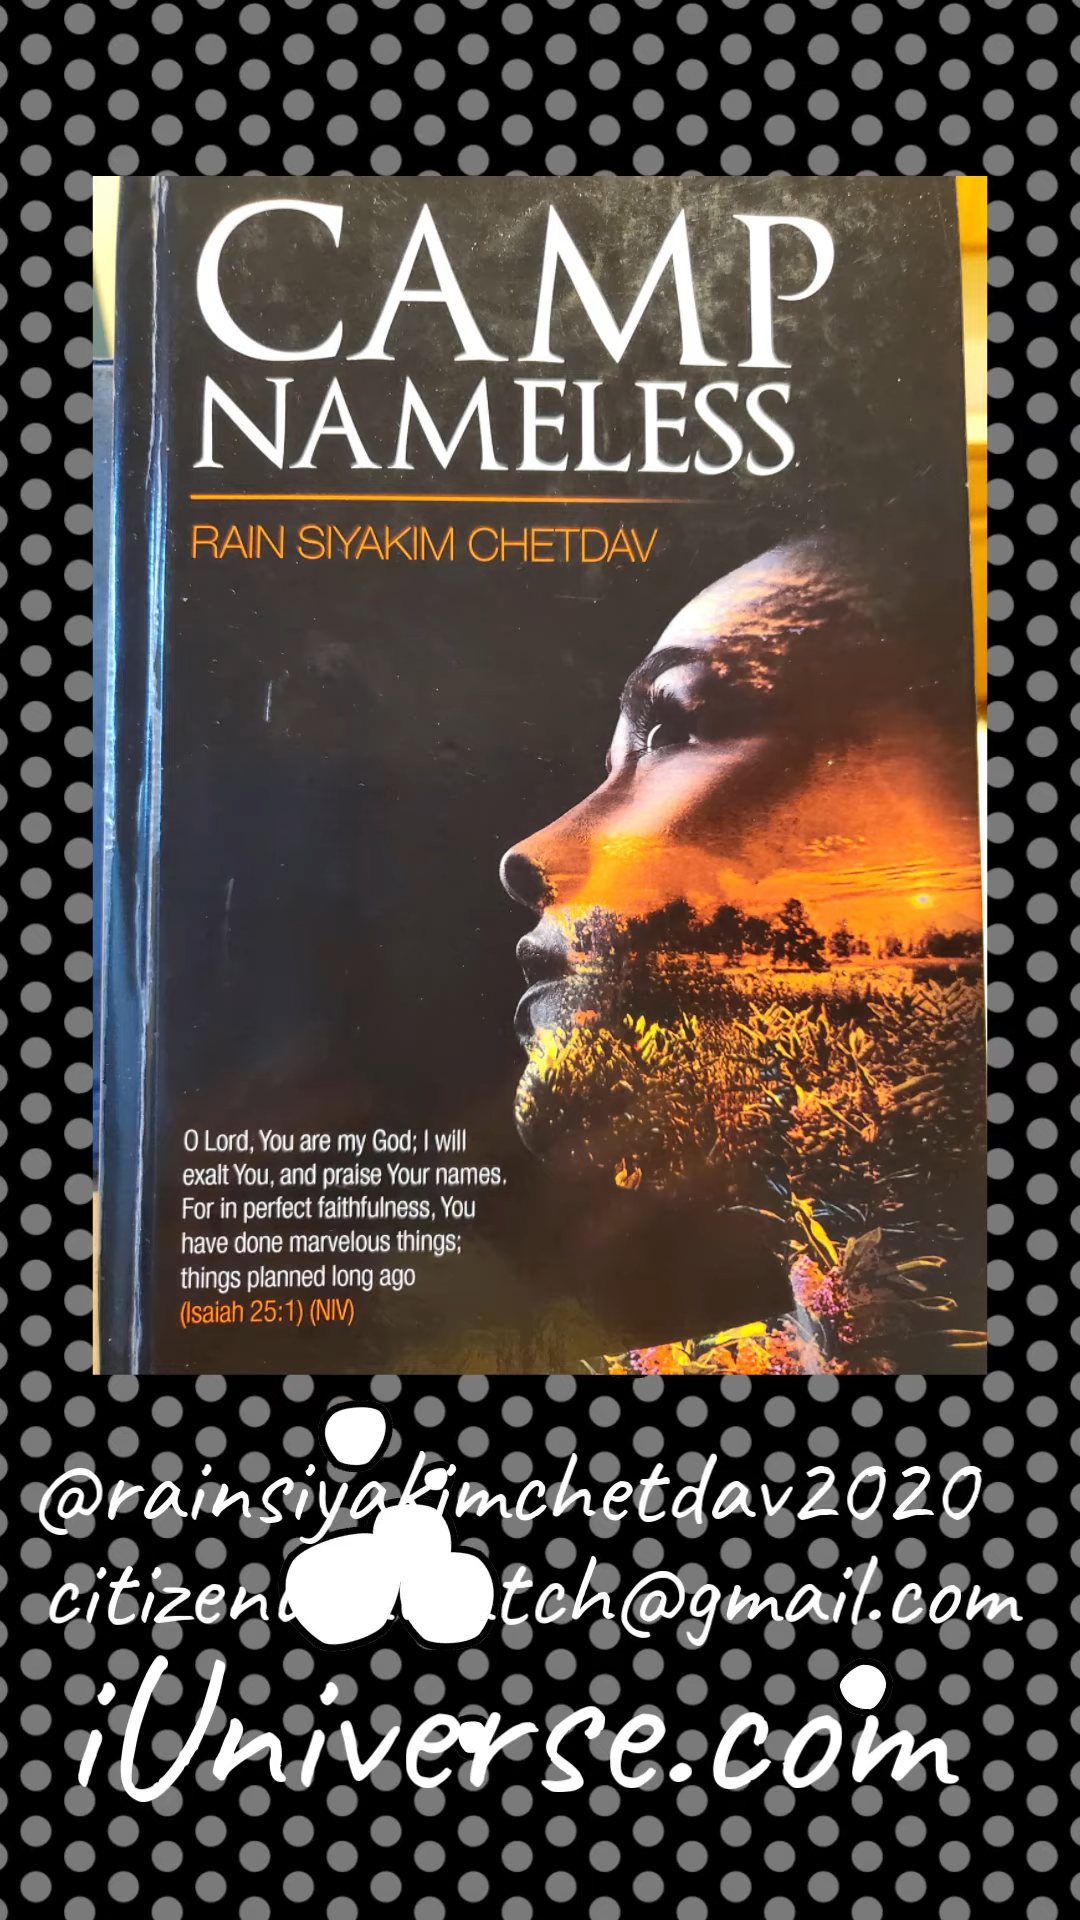 CAMP
NAMELESS
RAIN SIYAKIM CHETDAV
O Lord, You are my God; I will
exalt You, and praise Your names.
For in perfect faithfulness, You
have done marvelous things;
things planned long ago
(Isaiah 25:1) (NIV)
@rainsiyakimchetdav2020
iUniverse.com